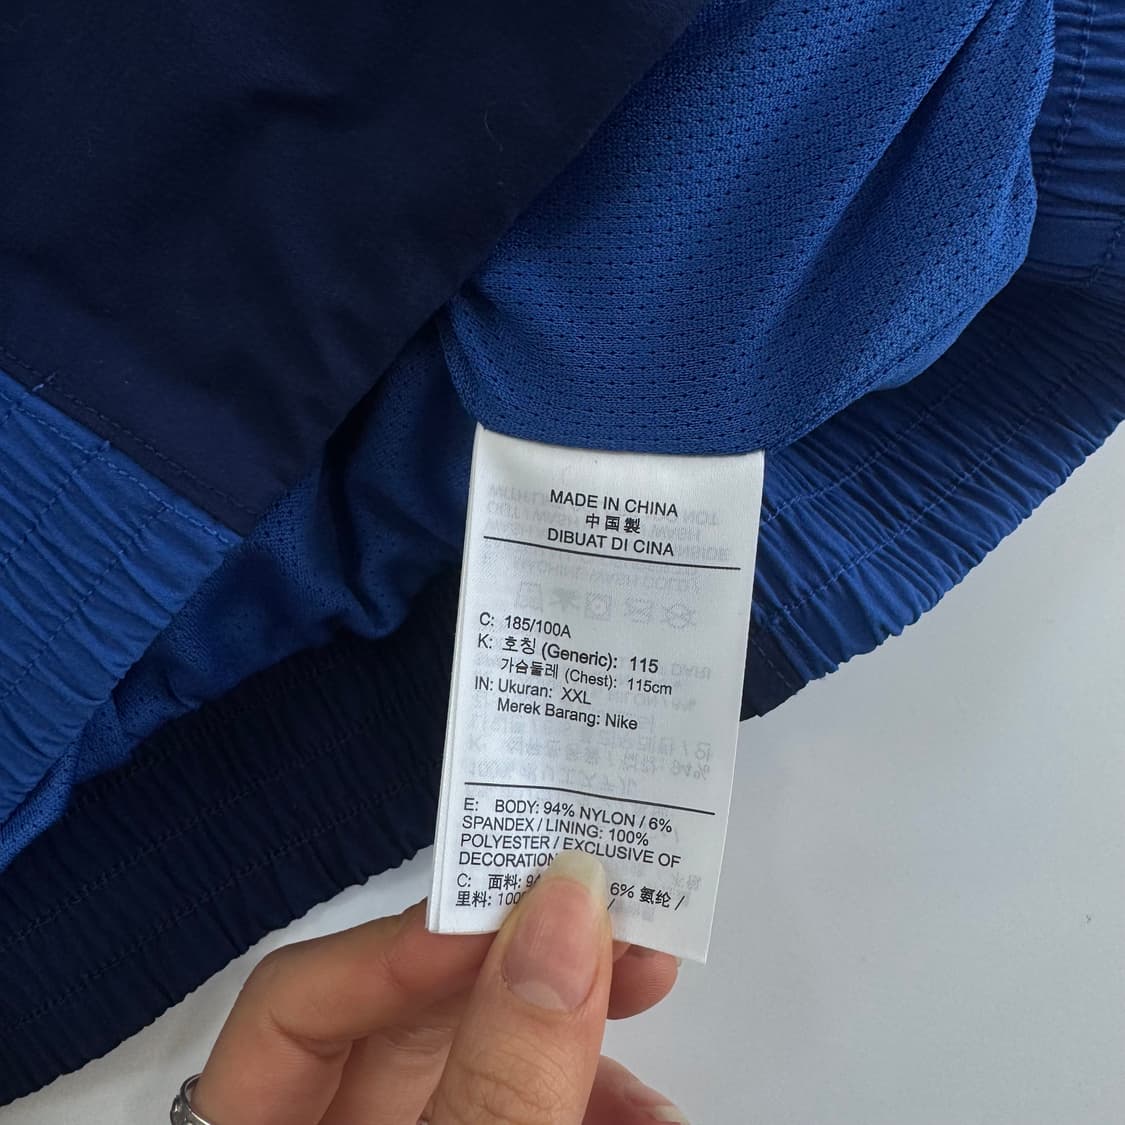 MADE IN CHINA
中国製
DIBUAT DI CINA
C: 185/100A
K: 호칭 (Generic): 115
가슴둘레 (Chest): 115cm
IN: Ukuran: XXL
Merek Barang: Nike
E: BODY: 94% NYLON / 6%
SPANDEX / LINING: 100%
POLYESTER / EXCLUSIVE OF
DECORATION
C: 面料: 6% 氨纶 /
里料: /